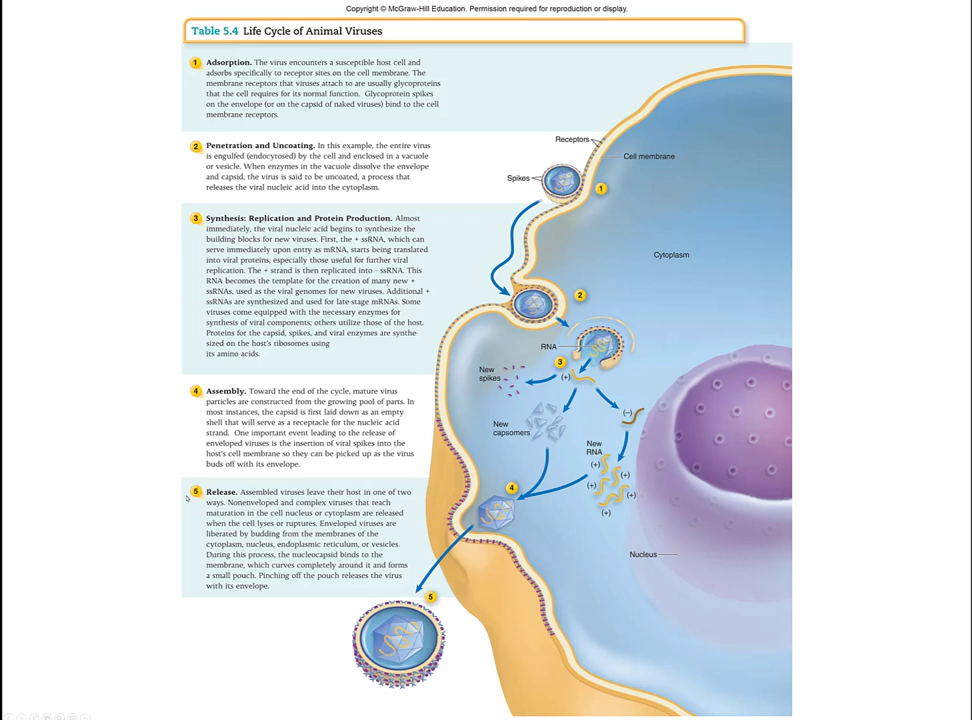 Copyright © McGraw-Hill Education. Permission required for reproduction or display.
Table 5.4 Life Cycle of Animal Viruses
1 Adsorption. The virus encounters a susceptible host cell and
adsorbs specifically to receptor sites on the cell membrane. The
membrane receptors that viruses attach to are usually glycoproteins
that the cell requires for its normal function. Glycoprotein spikes
on the envelope (or on the capsid of naked viruses) bind to the cell
membrane receptors.
2 Penetration and Uncoating. In this example, the entire virus
is engulfed (endocytosed) by the cell and enclosed in a vacuole
or vesicle. When enzymes in the vacuole dissolve the envelope
and capsid, the virus is said to be uncoated, a process that
releases the viral nucleic acid into the cytoplasm.
3 Synthesis: Replication and Protein Production. Almost
immediately, the viral nucleic acid begins to synthesize the
building blocks for new viruses. First, the + ssRNA, which can
serve immediately upon entry as mRNA, starts being translated
into viral proteins, especially those useful for further viral
replication. The + strand is then replicated into - ssRNA. This
RNA becomes the template for the creation of many new +
ssRNAs, used as the viral genomes for new viruses. Additional +
ssRNAs are synthesized and used for late-stage mRNAs. Some
viruses come equipped with the necessary enzymes for
synthesis of viral components; others utilize those of the host.
Proteins for the capsid, spikes, and viral enzymes are synthe-
sized on the host's ribosomes using
its amino acids.
4 Assembly. Toward the end of the cycle, mature virus
particles are constructed from the growing pool of parts. In
most instances, the capsid is first laid down as an empty
shell that will serve as a receptacle for the nucleic acid
strand. One important event leading to the release of
enveloped viruses is the insertion of viral spikes into the
host's cell membrane so they can be picked up as the virus
buds off with its envelope.
5 Release. Assembled viruses leave their host in one of two
ways. Nonenveloped and complex viruses that reach
maturation in the cell nucleus or cytoplasm are released
when the cell lyses or ruptures. Enveloped viruses are
liberated by budding from the membranes of the
cytoplasm, nucleus, endoplasmic reticulum, or vesicles.
During this process, the nucleocapsid binds to the
membrane, which curves completely around it and forms
a small pouch. Pinching off the pouch releases the virus
with its envelope.
Receptors
Cell membrane
Spikes
1
Cytoplasm
2
RNA
3
New
spikes
(+)
(−)
New
capsomers
New
RNA
(+)
(+)
(+)
(+)
(+)
4
Nucleus
5